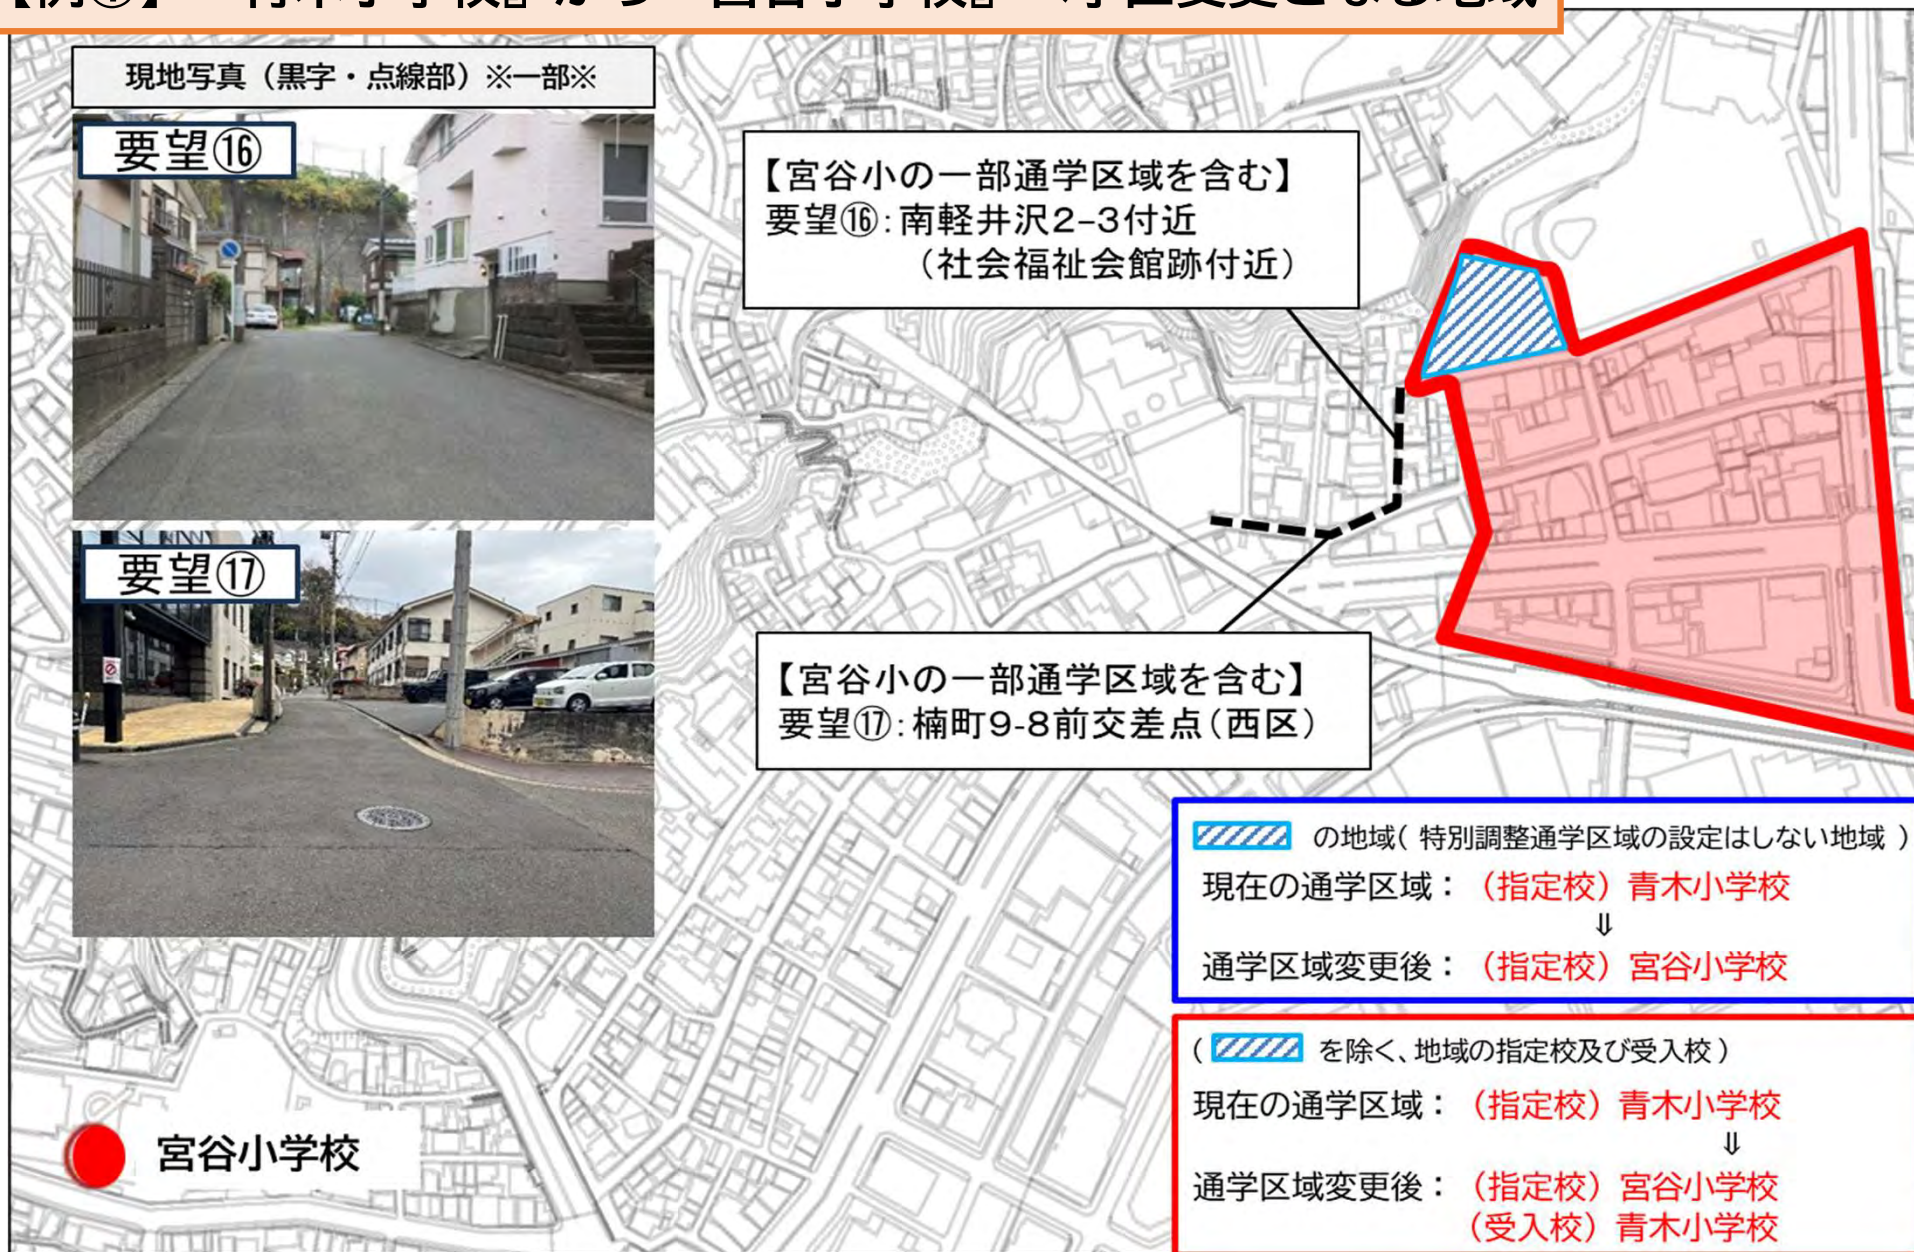 現地写真（黒字・点線部）※一部※
要望⑯
【宮谷小の一部通学区域を含む】
要望⑯：南軽井沢2−3付近
（社会福祉会館跡付近）
要望⑰
【宮谷小の一部通学区域を含む】
要望⑰：楠町9-8前交差点（西区）
の地域（特別調整通学区域の設定はしない地域）
現在の通学区域：（指定校）青木小学校
⇓
通学区域変更後：（指定校）宮谷小学校
（ を除く、地域の指定校及び受入校）
現在の通学区域：（指定校）青木小学校
⇓
通学区域変更後：（指定校）宮谷小学校
（受入校）青木小学校
宮谷小学校